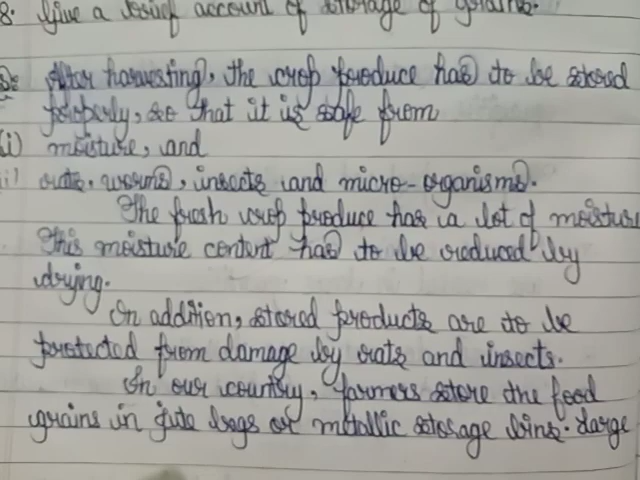 8. Give a brief account of storage of grains.
After harvesting, the crop produce has to be stored
properly, so that it is safe from
(i) moisture, and
rats, worms, insects and micro-organisms.
The fresh crop produce has a lot of moisture
This moisture content has to be reduced by
drying.
In addition, stored products are to be
protected from damage by rats and insects.
In our country, farmers store the food
grains in jute bags or metallic storage bins. Large